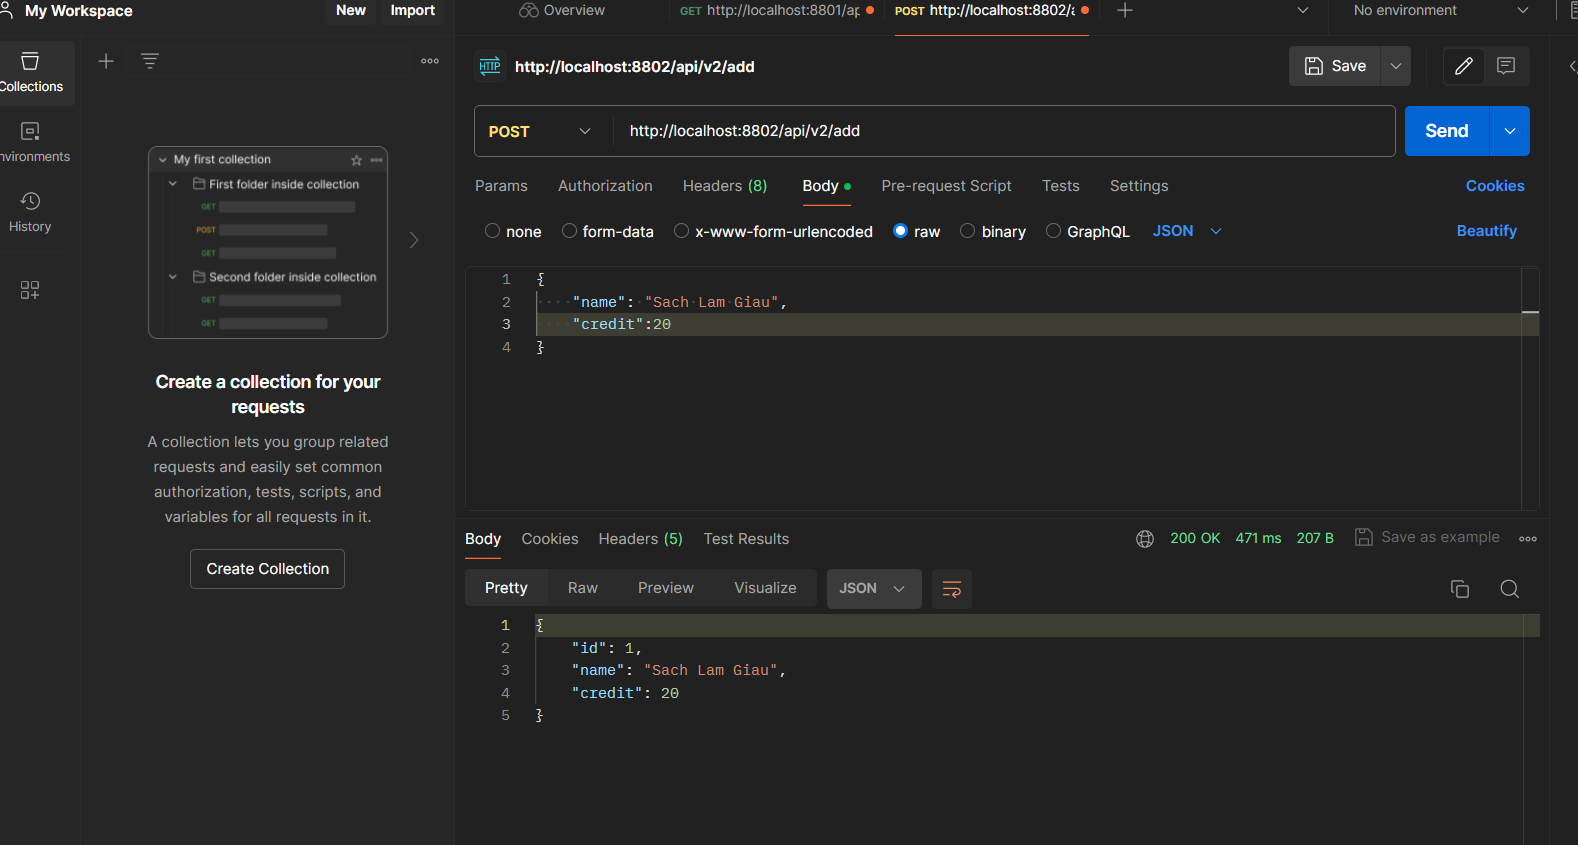 My Workspace
New
Import
Overview
GET http://localhost:8801/ap
POST http://localhost:8802/a
No environment
Collections
nvironments
History
My first collection
First folder inside collection
GET
POST
GET
Second folder inside collection
GET
GET
Create a collection for your
requests
A collection lets you group related
requests and easily set common
authorization, tests, scripts, and
variables for all requests in it.
Create Collection
HTTP
http://localhost:8802/api/v2/add
Save
POST
http://localhost:8802/api/v2/add
Send
Params
Authorization
Headers (8)
Body
Pre-request Script
Tests
Settings
Cookies
none
form-data
x-www-form-urlencoded
raw
binary
GraphQL
JSON
Beautify
1 {
2 "name": "Sach Lam Giau",
3 "credit":20
4 }
Body
Cookies
Headers (5)
Test Results
200 OK
471 ms
207 B
Save as example
Pretty
Raw
Preview
Visualize
JSON
1 {
2 "id": 1,
3 "name": "Sach Lam Giau",
4 "credit": 20
5 }